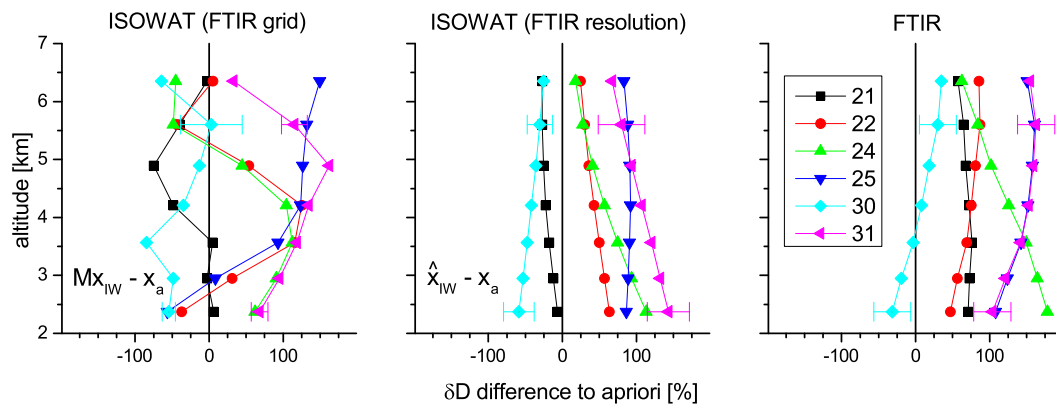 ISOWAT (FTIR grid)
ISOWAT (FTIR resolution)
FTIR
altitude [km]
7
6
5
4
3
2
Mx_IW - x_a
x̂_IW - x_a
21
22
24
25
30
31
-100 0 100
-100 0 100
-100 0 100
δD difference to apriori [%]